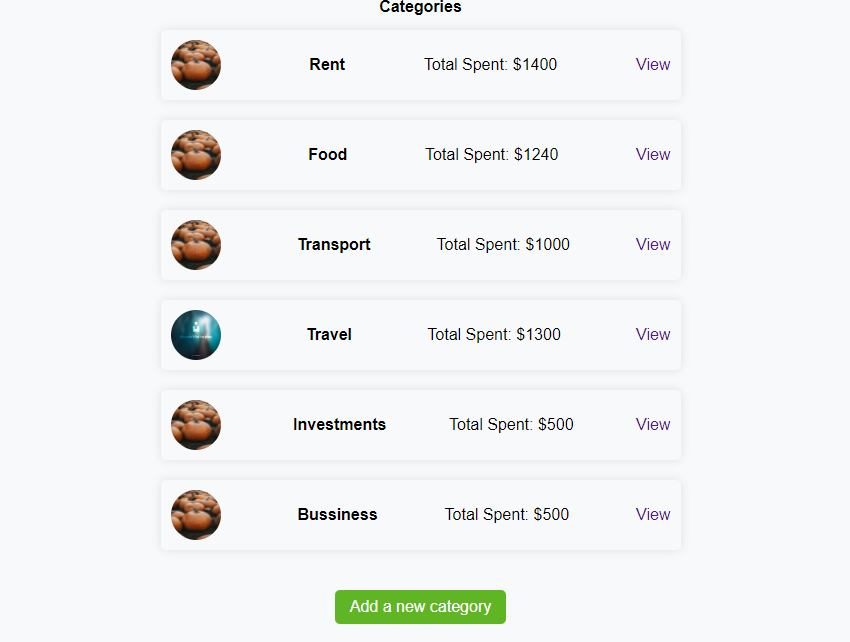 Categories
Rent Total Spent: $1400 View
Food Total Spent: $1240 View
Transport Total Spent: $1000 View
Travel Total Spent: $1300 View
Investments Total Spent: $500 View
Bussiness Total Spent: $500 View
Add a new category